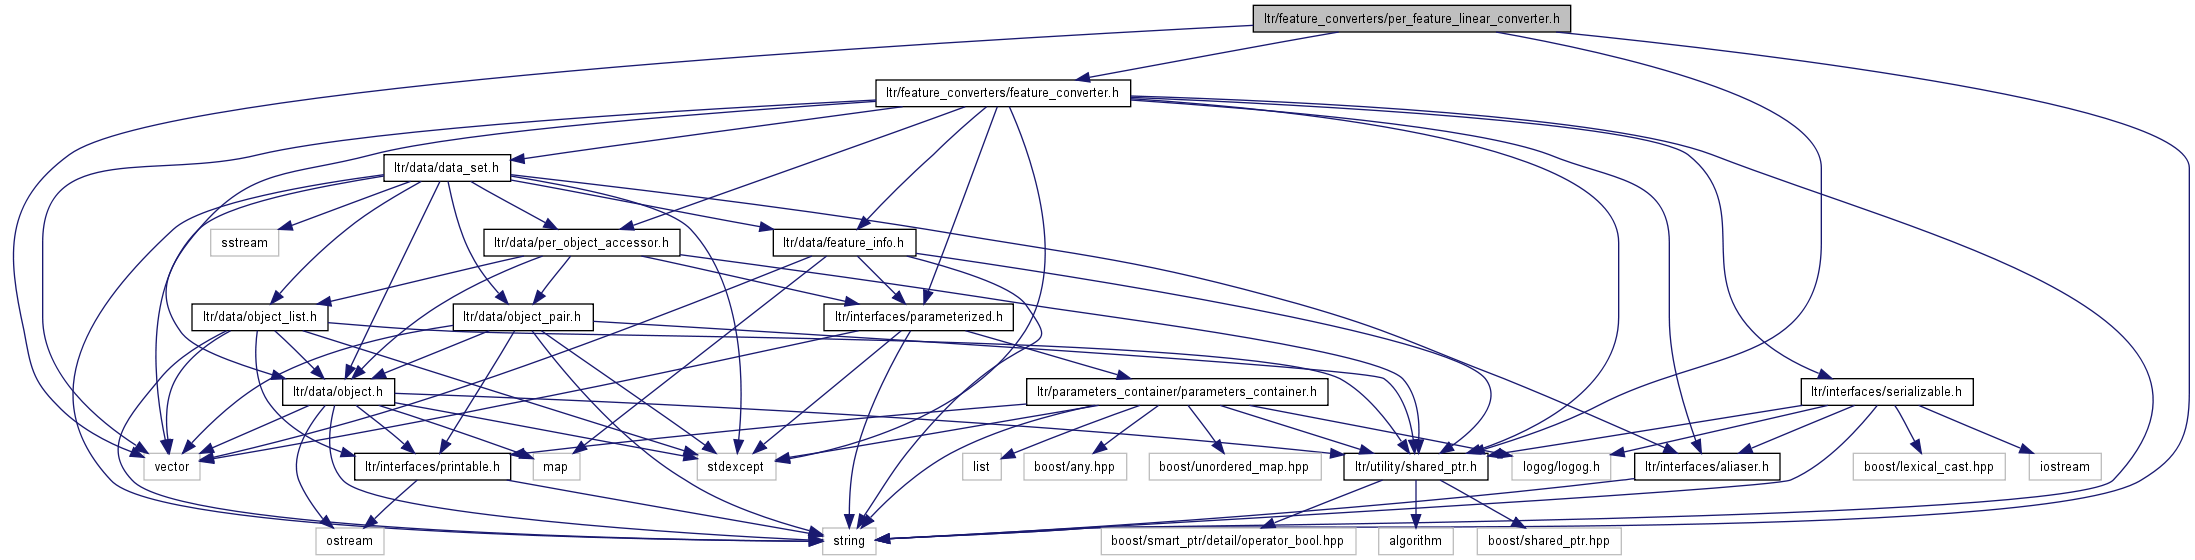 ltr/feature_converters/per_feature_linear_converter.h
ltr/feature_converters/feature_converter.h
ltr/data/data_set.h
sstream
ltr/data/per_object_accessor.h
ltr/data/feature_info.h
ltr/data/object_list.h
ltr/data/object_pair.h
ltr/interfaces/parameterized.h
ltr/data/object.h
ltr/parameters_container/parameters_container.h
ltr/interfaces/serializable.h
vector
ltr/interfaces/printable.h
map
stdexcept
list
boost/any.hpp
boost/unordered_map.hpp
ltr/utility/shared_ptr.h
logog/logog.h
ltr/interfaces/aliaser.h
boost/lexical_cast.hpp
iostream
ostream
string
boost/smart_ptr/detail/operator_bool.hpp
algorithm
boost/shared_ptr.hpp